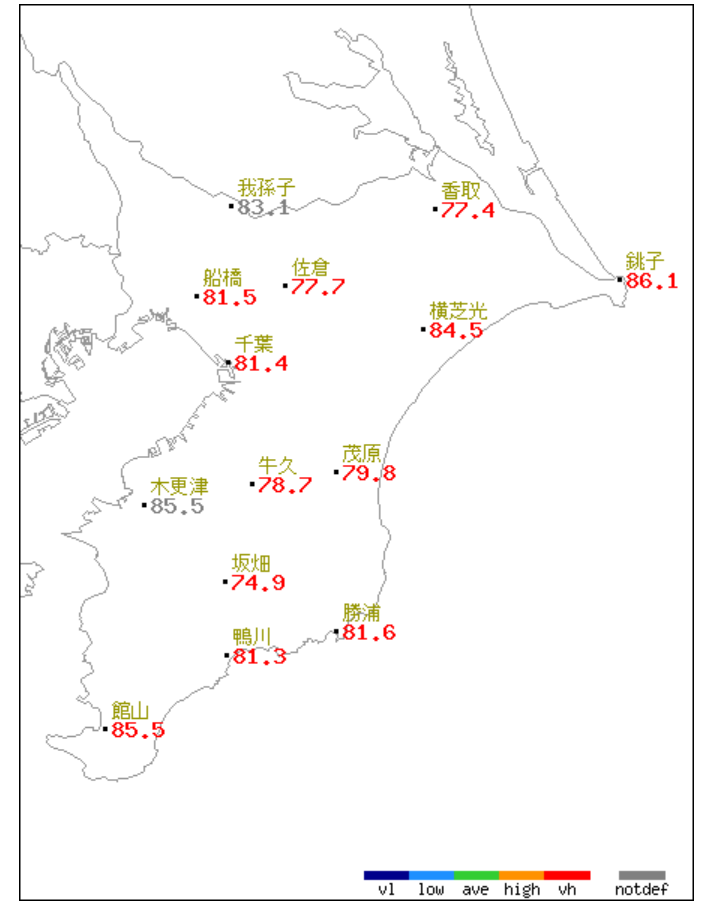 我孫子
83.1
香取
77.4
銚子
86.1
船橋
81.5
佐倉
77.7
横芝光
84.5
千葉
81.4
牛久
78.7
茂原
79.8
木更津
85.5
坂畑
74.9
勝浦
81.6
鴨川
81.3
館山
85.5
vl low ave high vh notdef